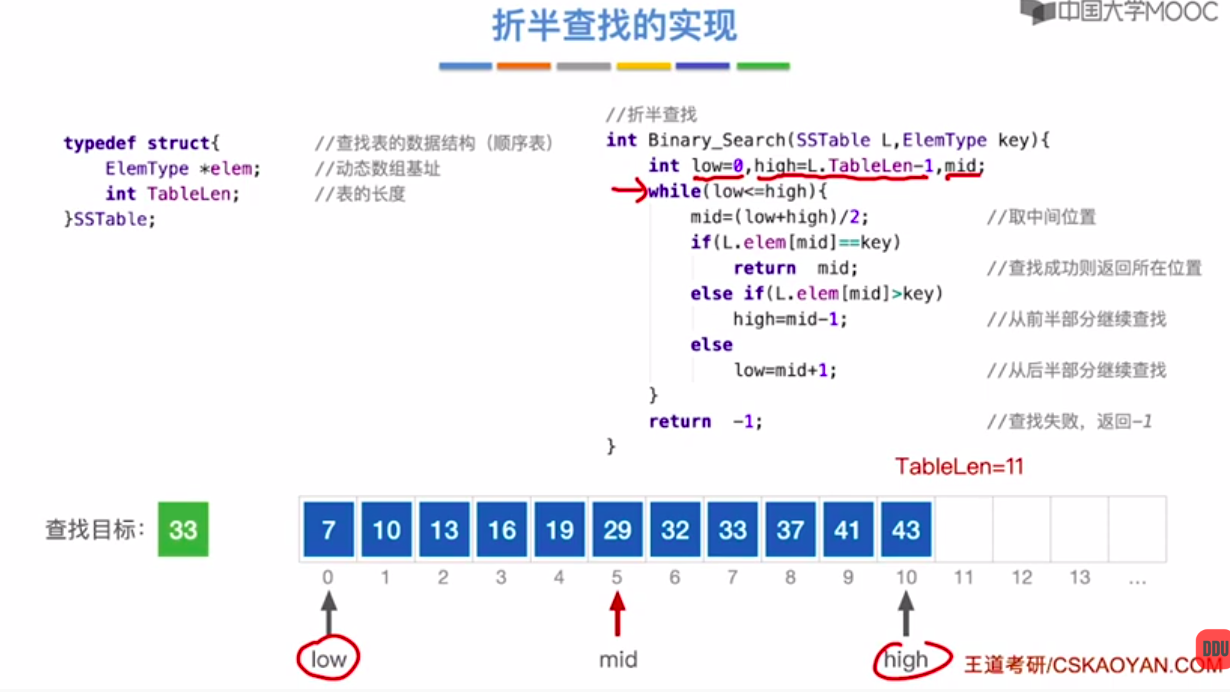 折半查找的实现
中国大学MOOC
typedef struct{ //查找表的数据结构（顺序表）
ElemType *elem; //动态数组基址
int TableLen; //表的长度
}SSTable;
//折半查找
int Binary_Search(SSTable L,ElemType key){
int low=0,high=L.TableLen-1,mid;
while(low<=high){
mid=(low+high)/2; //取中间位置
if(L.elem[mid]==key)
return mid; //查找成功则返回所在位置
else if(L.elem[mid]>key)
high=mid-1; //从前半部分继续查找
else
low=mid+1; //从后半部分继续查找
}
return -1; //查找失败，返回-1
}
TableLen=11
查找目标： 33
7 10 13 16 19 29 32 33 37 41 43
0 1 2 3 4 5 6 7 8 9 10 11 12 13 ...
low mid high
王道考研/CSKAOYAN.COM
DDU